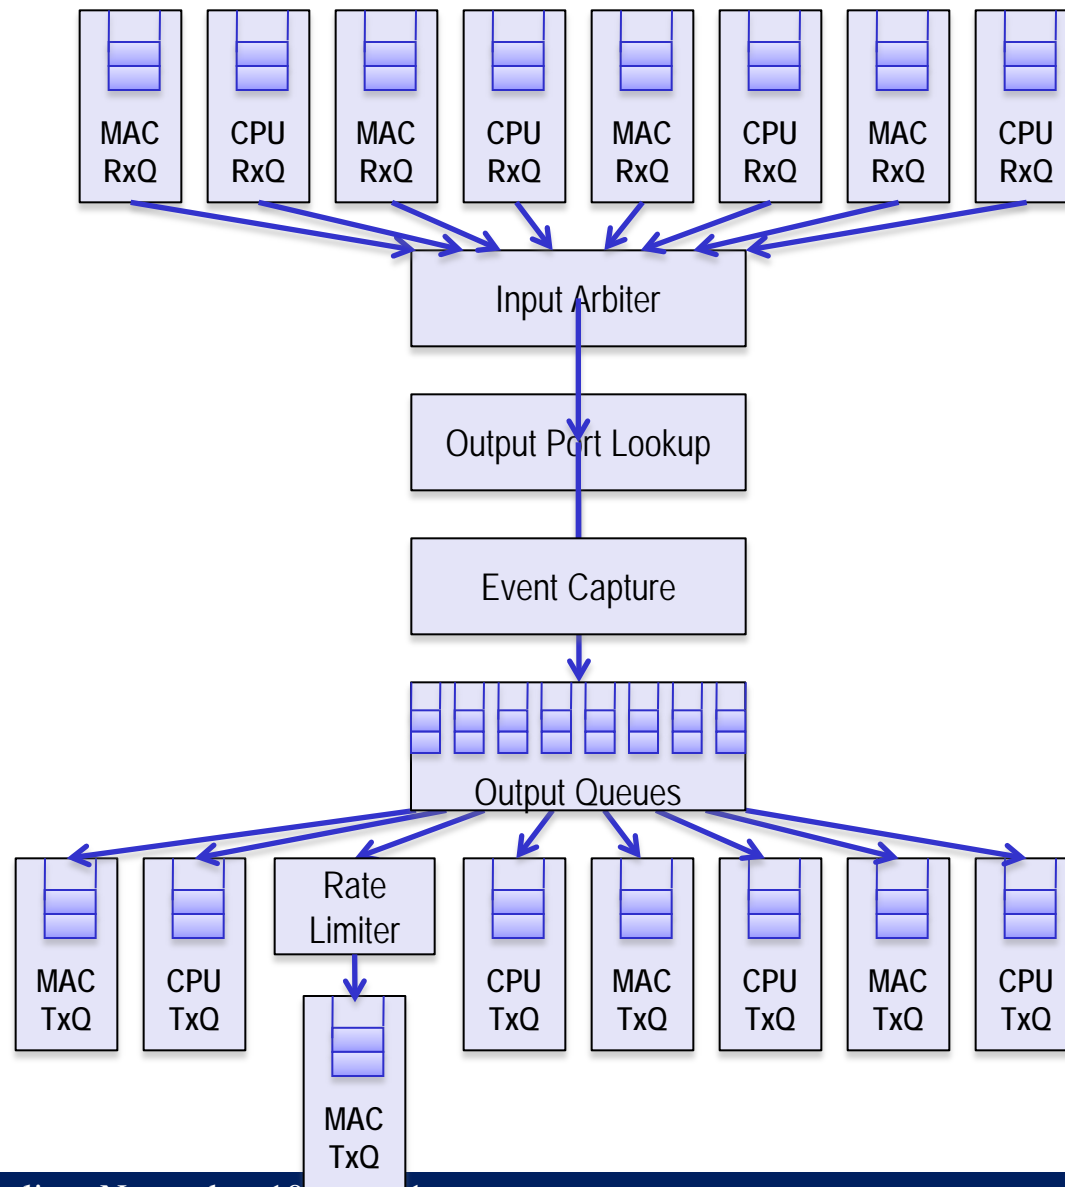 MAC CPU MAC CPU MAC CPU MAC CPU
RxQ RxQ RxQ RxQ RxQ RxQ RxQ RxQ
Input Arbiter
Output Port Lookup
Event Capture
Output Queues
Rate
Limiter
MAC CPU CPU MAC CPU MAC CPU
TxQ TxQ TxQ TxQ TxQ TxQ TxQ
MAC
TxQ